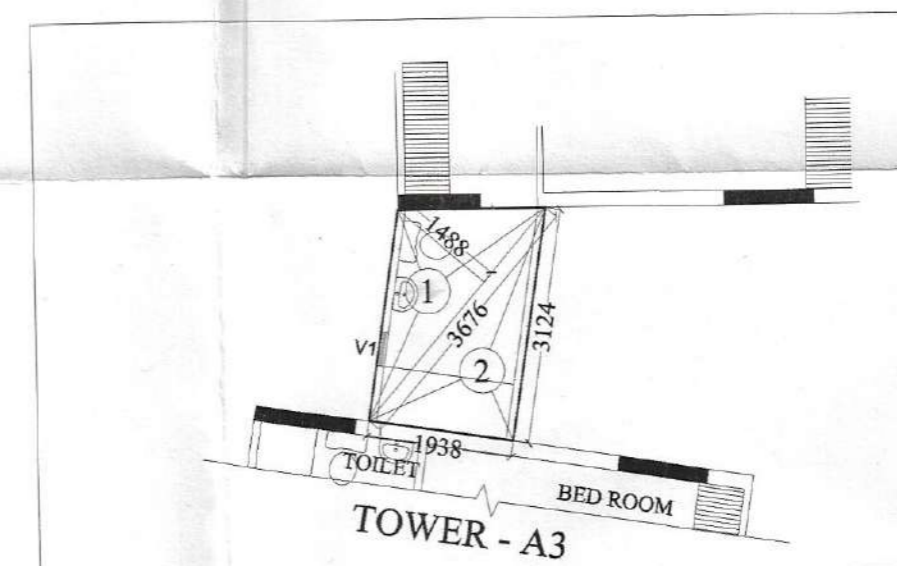 1488
1
3676
3124
V1
2
1938
TOILET
BED ROOM
TOWER - A3